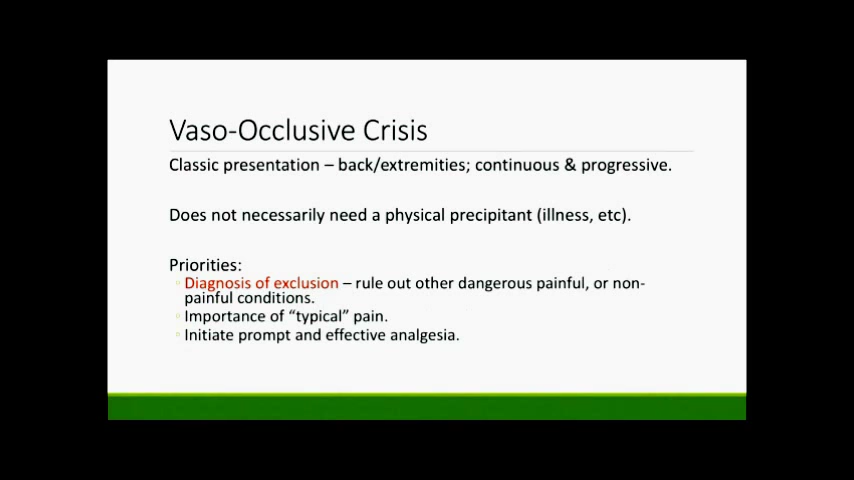 Vaso-Occlusive Crisis
Classic presentation – back/extremities; continuous & progressive.
Does not necessarily need a physical precipitant (illness, etc).
Priorities:
◦ Diagnosis of exclusion – rule out other dangerous painful, or non-
painful conditions.
◦ Importance of “typical” pain.
◦ Initiate prompt and effective analgesia.